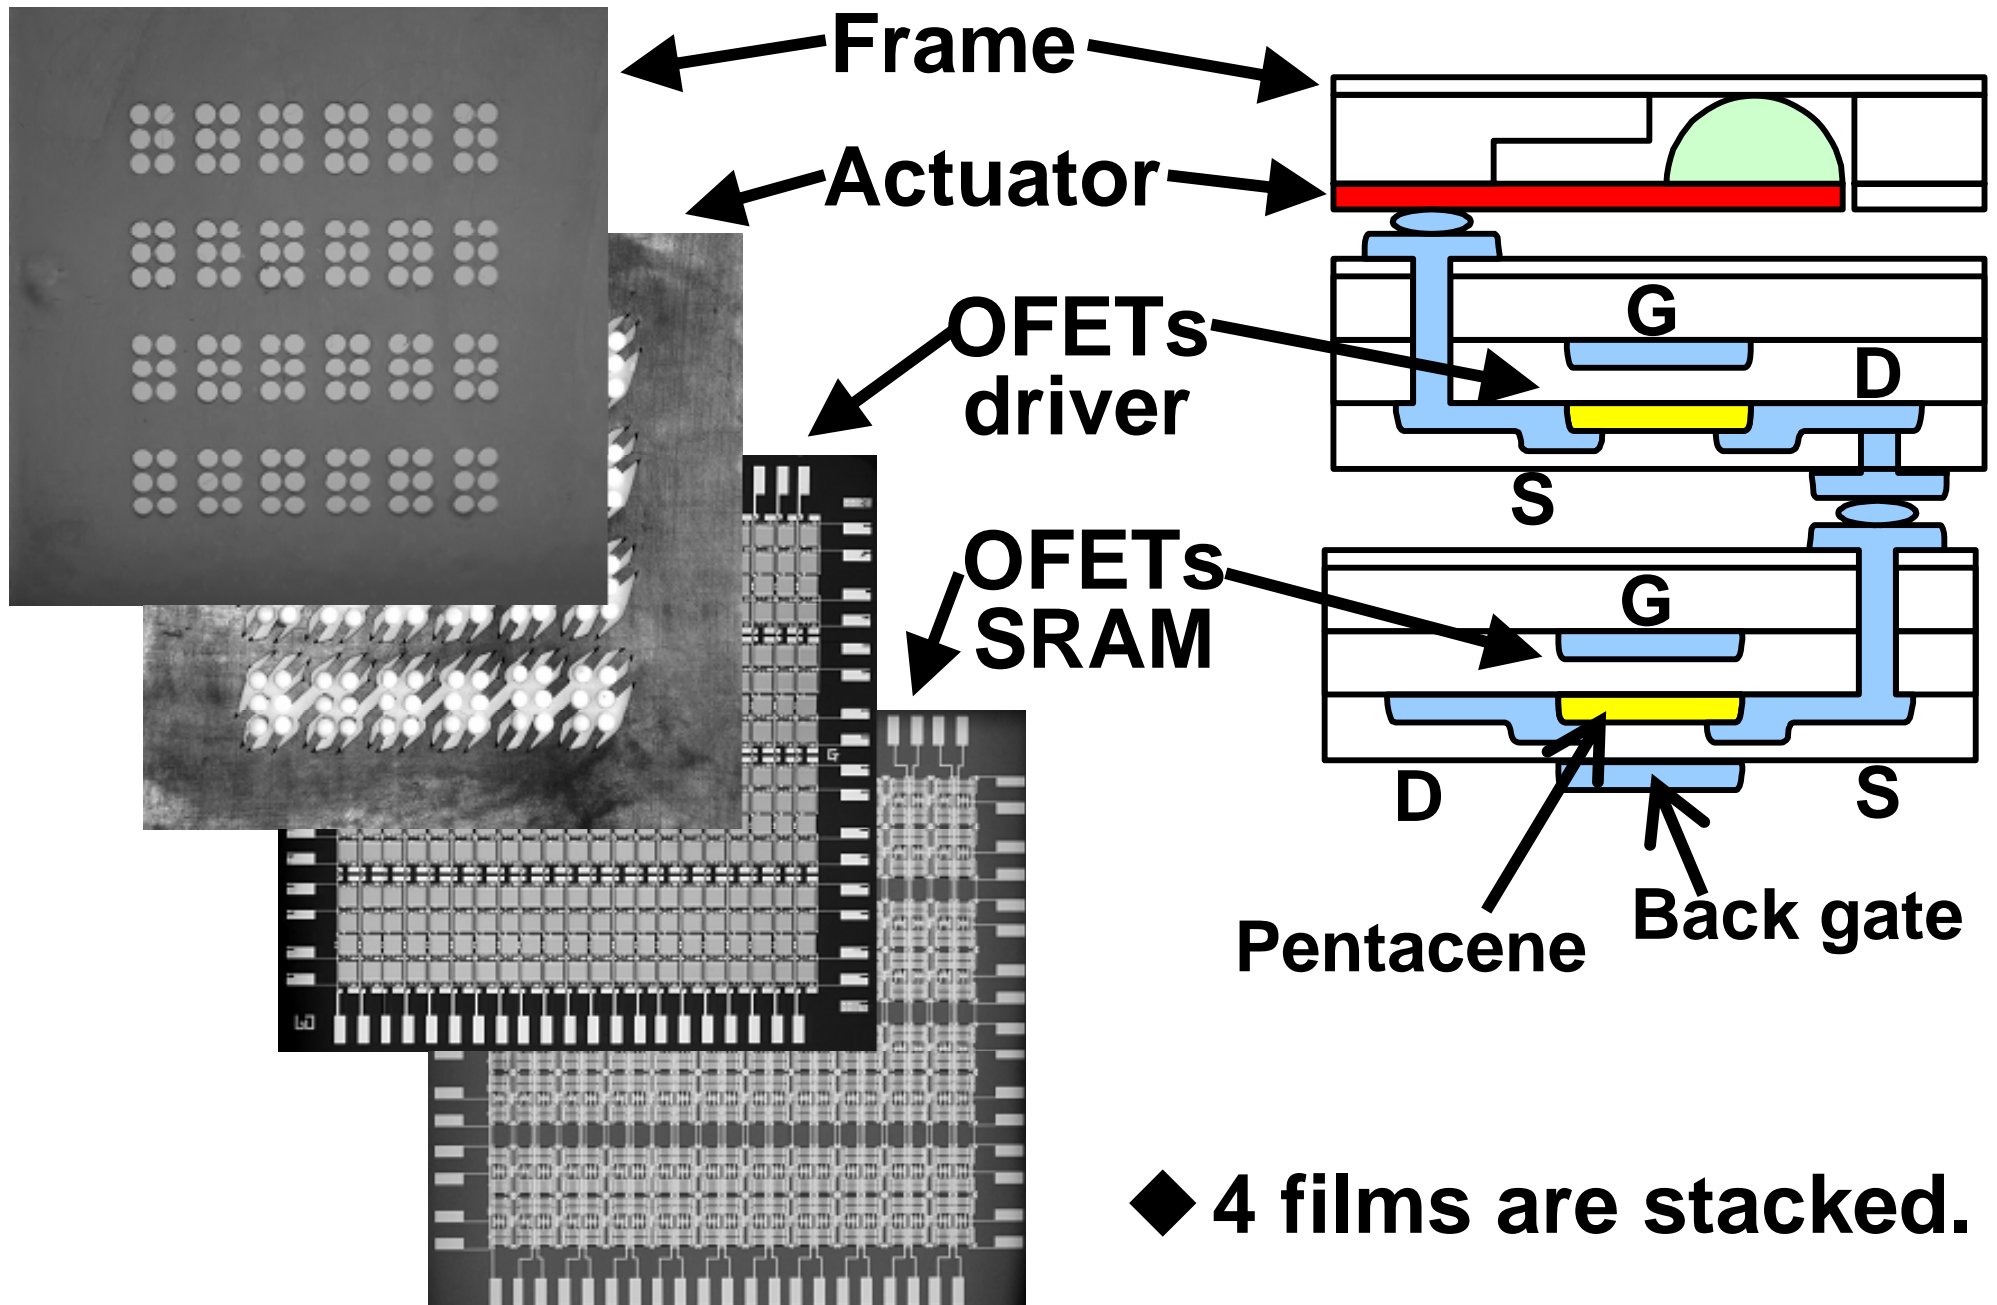 Frame
Actuator
OFETs
driver
OFETs
SRAM
G
D
S
G
D
S
Pentacene
Back gate
◆ 4 films are stacked.